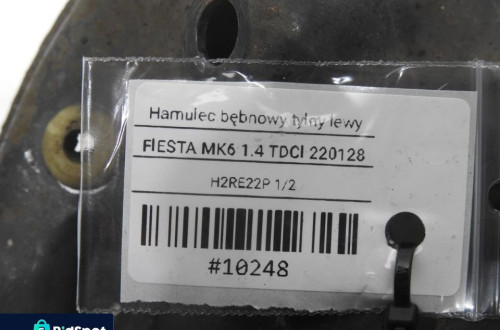 Hamulec bębnowy tylny lewy
FIESTA MK6 1.4 TDCI 220128
H2RE22P 1/2
#10248